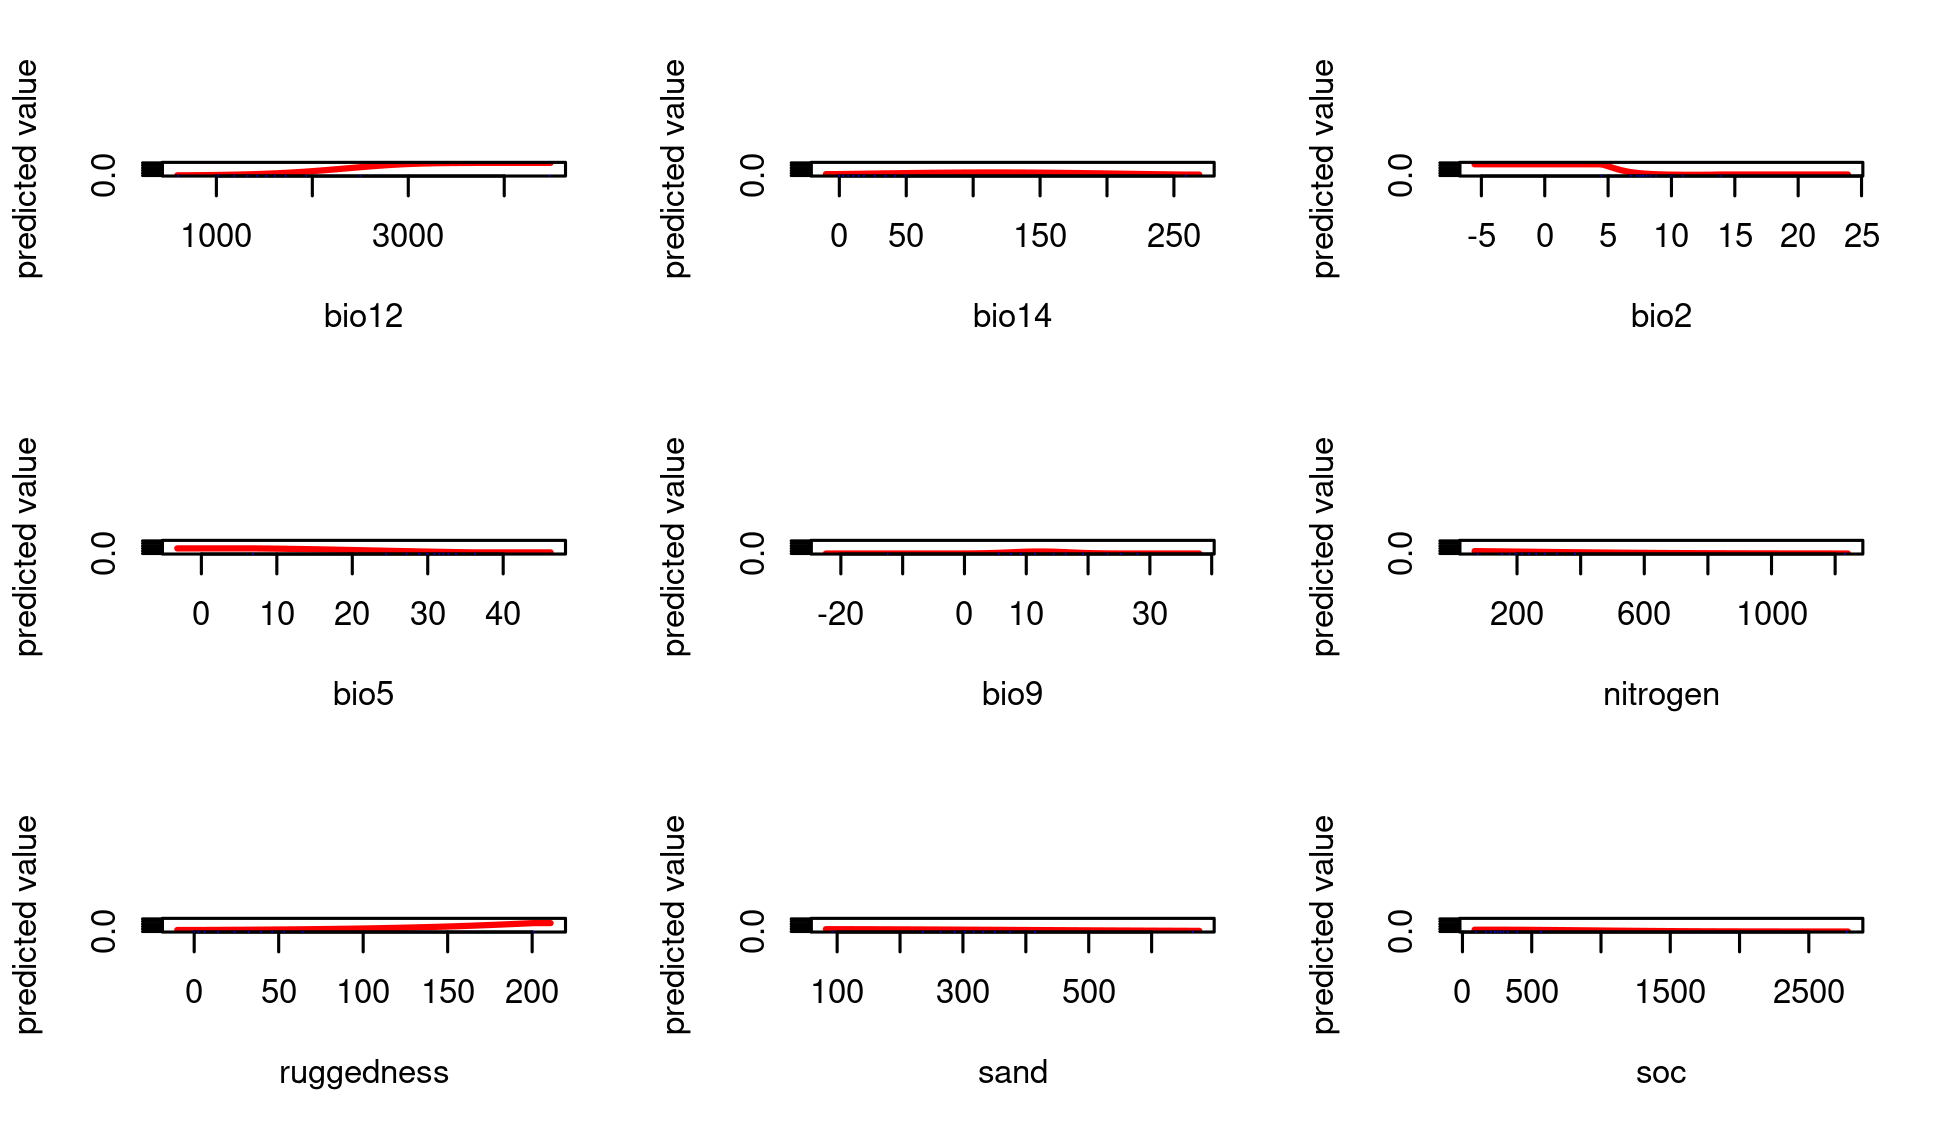 predicted value
0.0
1000 3000
bio12
predicted value
0.0
0 50 150 250
bio14
predicted value
0.0
-5 0 5 10 15 20 25
bio2
predicted value
0.0
0 10 20 30 40
bio5
predicted value
0.0
-20 0 10 30
bio9
predicted value
0.0
200 600 1000
nitrogen
predicted value
0.0
0 50 100 150 200
ruggedness
predicted value
0.0
100 300 500
sand
predicted value
0.0
0 500 1500 2500
soc